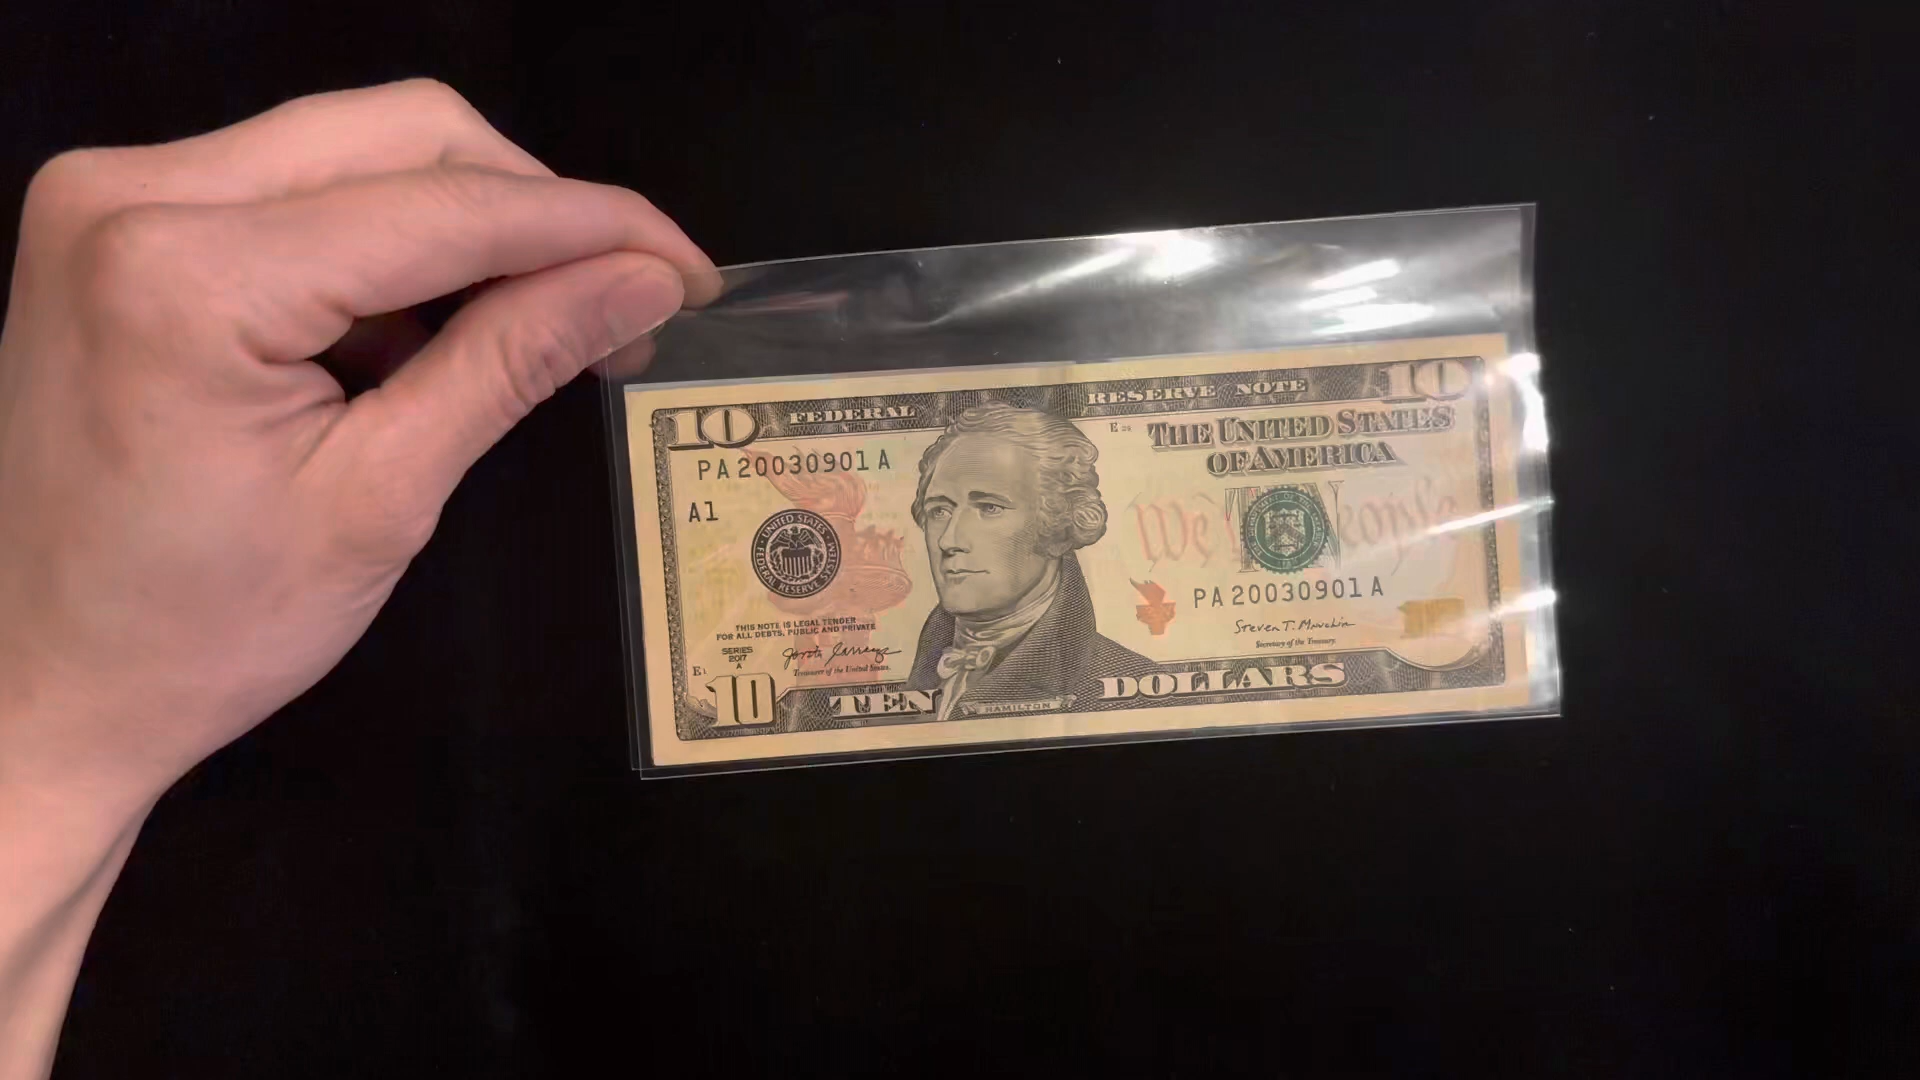 10 FEDERAL RESERVE NOTE 10
E
THE UNITED STATES
OF AMERICA
PA 20030901 A
A1
UNITED STATES
FEDERAL RESERVE SYSTEM
We eople
PA 20030901 A
THIS NOTE IS LEGAL TENDER
FOR ALL DEBTS, PUBLIC AND PRIVATE
Steven T. Mnuchin
Secretary of the Treasury.
SERIES
2017
A
Treasurer of the United States.
E1
10 TEN DOLLARS
HAMILTON